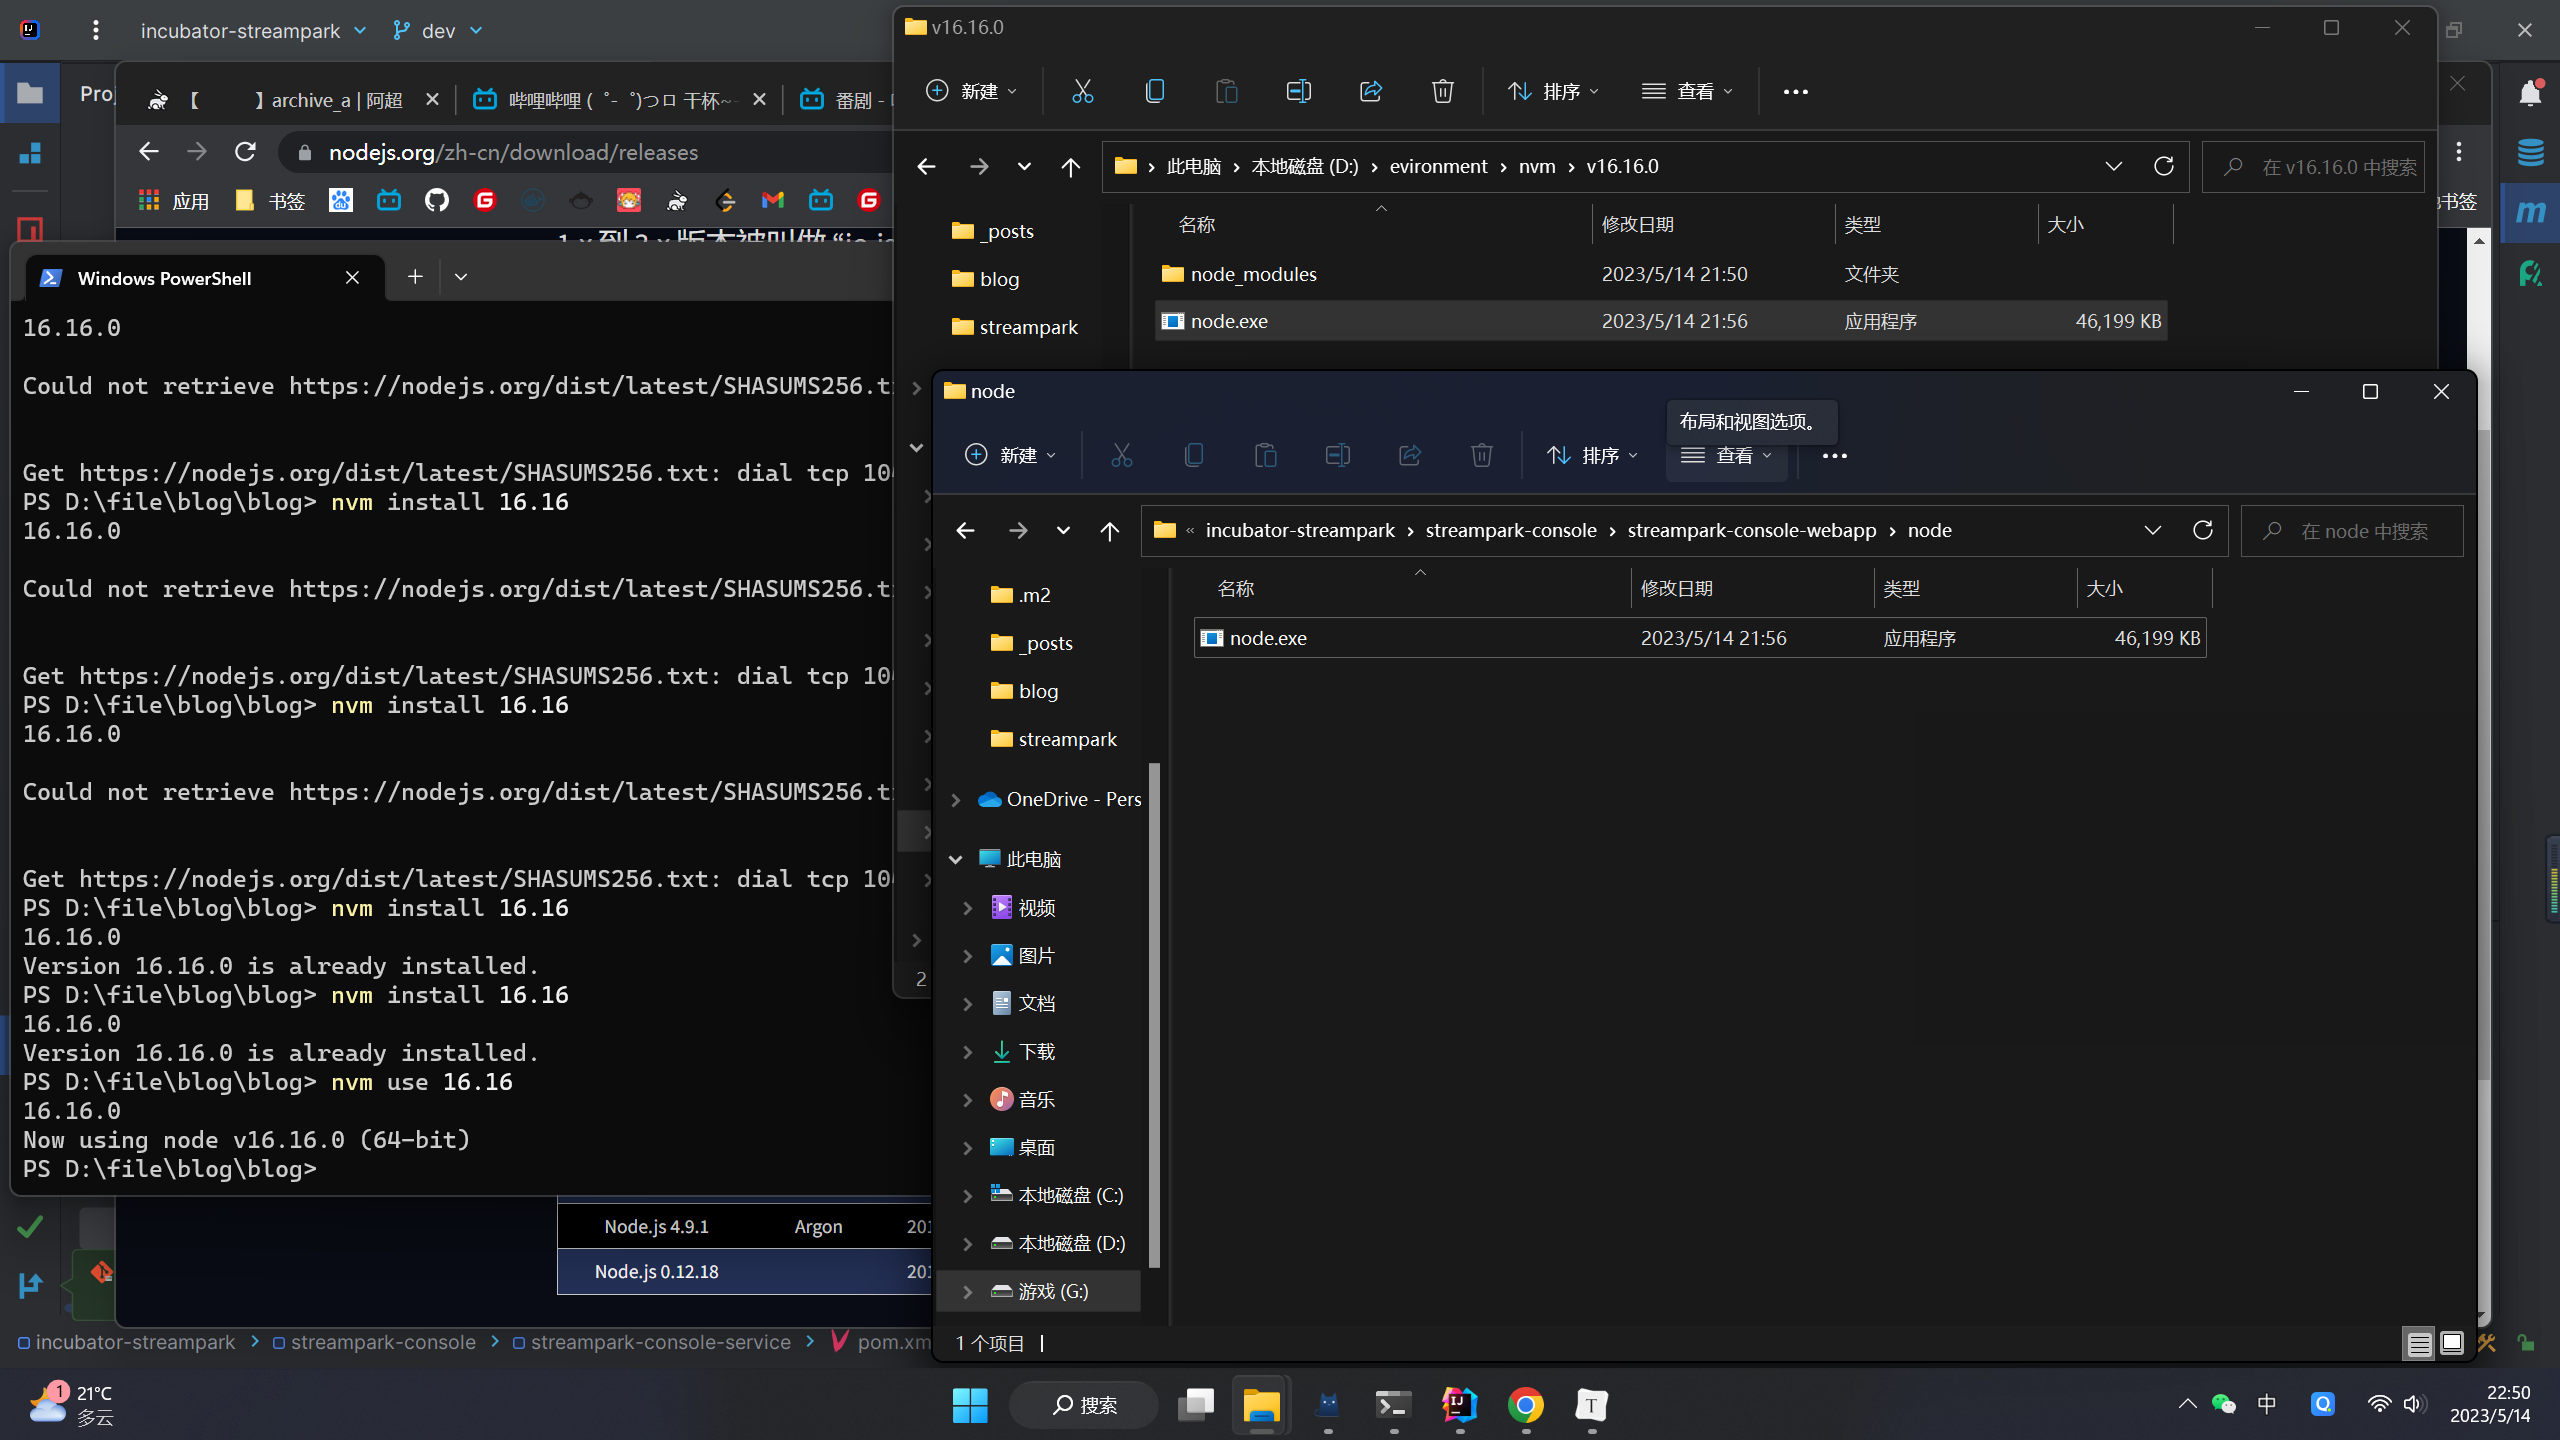 incubator-streampark
dev
Proj
【 】archive_a | 阿超
哔哩哔哩 (゜-゜)つロ 干杯~-
番剧 -
nodejs.org/zh-cn/download/releases
应用
书签
书签
Windows PowerShell
16.16.0
Could not retrieve https://nodejs.org/dist/latest/SHASUMS256.tx
Get https://nodejs.org/dist/latest/SHASUMS256.txt: dial tcp 10
PS D:\file\blog\blog> nvm install 16.16
16.16.0
Could not retrieve https://nodejs.org/dist/latest/SHASUMS256.tx
Get https://nodejs.org/dist/latest/SHASUMS256.txt: dial tcp 10
PS D:\file\blog\blog> nvm install 16.16
16.16.0
Could not retrieve https://nodejs.org/dist/latest/SHASUMS256.tx
Get https://nodejs.org/dist/latest/SHASUMS256.txt: dial tcp 10
PS D:\file\blog\blog> nvm install 16.16
16.16.0
Version 16.16.0 is already installed.
PS D:\file\blog\blog> nvm install 16.16
16.16.0
Version 16.16.0 is already installed.
PS D:\file\blog\blog> nvm use 16.16
16.16.0
Now using node v16.16.0 (64-bit)
PS D:\file\blog\blog>
Node.js 4.9.1 Argon 201
Node.js 0.12.18 201
v16.16.0
新建
排序
查看
此电脑 › 本地磁盘 (D:) › evironment › nvm › v16.16.0
在 v16.16.0 中搜索
_posts
blog
streampark
名称 修改日期 类型 大小
node_modules 2023/5/14 21:50 文件夹
node.exe 2023/5/14 21:56 应用程序 46,199 KB
2
node
布局和视图选项。
新建
排序
查看
« incubator-streampark › streampark-console › streampark-console-webapp › node
在 node 中搜索
.m2
_posts
blog
streampark
OneDrive - Pers
此电脑
视频
图片
文档
下载
音乐
桌面
本地磁盘 (C:)
本地磁盘 (D:)
游戏 (G:)
名称 修改日期 类型 大小
node.exe 2023/5/14 21:56 应用程序 46,199 KB
1 个项目
incubator-streampark > streampark-console > streampark-console-service > pom.xm
1
21°C
多云
搜索
中
22:50
2023/5/14